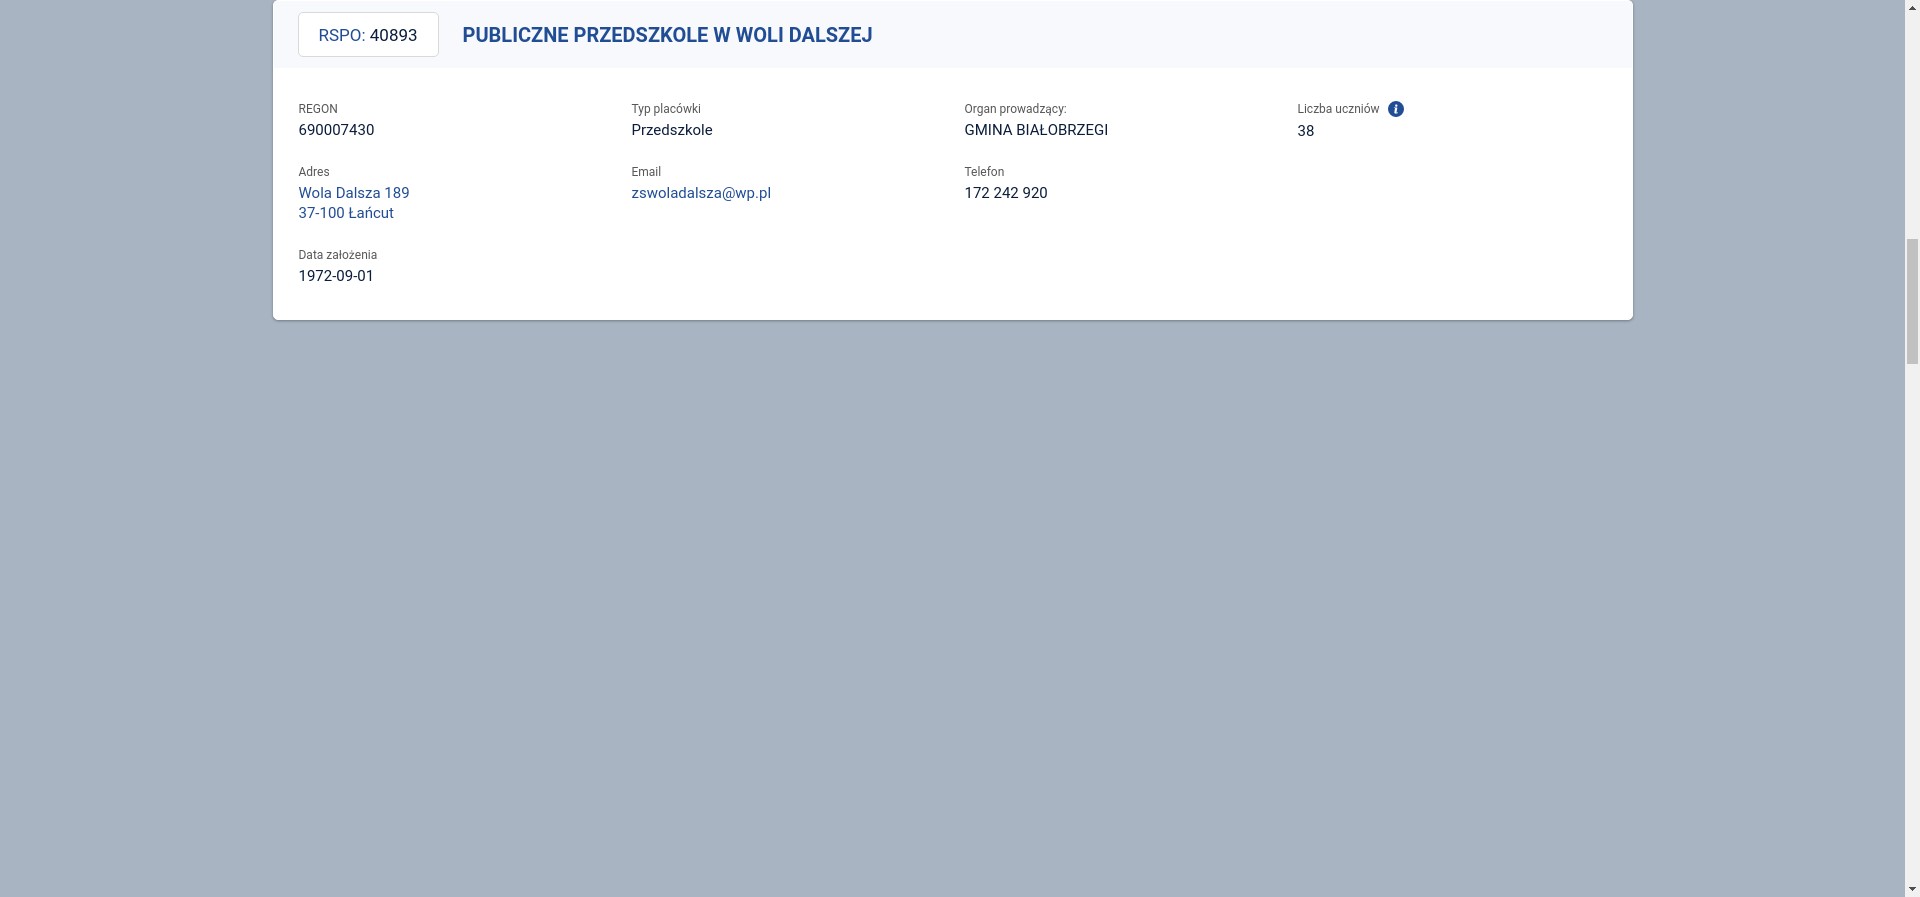 RSPO: 40893
PUBLICZNE PRZEDSZKOLE W WOLI DALSZEJ
REGON
690007430
Typ placówki
Przedszkole
Organ prowadzący:
GMINA BIAŁOBRZEGI
Liczba uczniów
38
Adres
Wola Dalsza 189
37-100 Łańcut
Email
zswoladalsza@wp.pl
Telefon
172 242 920
Data założenia
1972-09-01